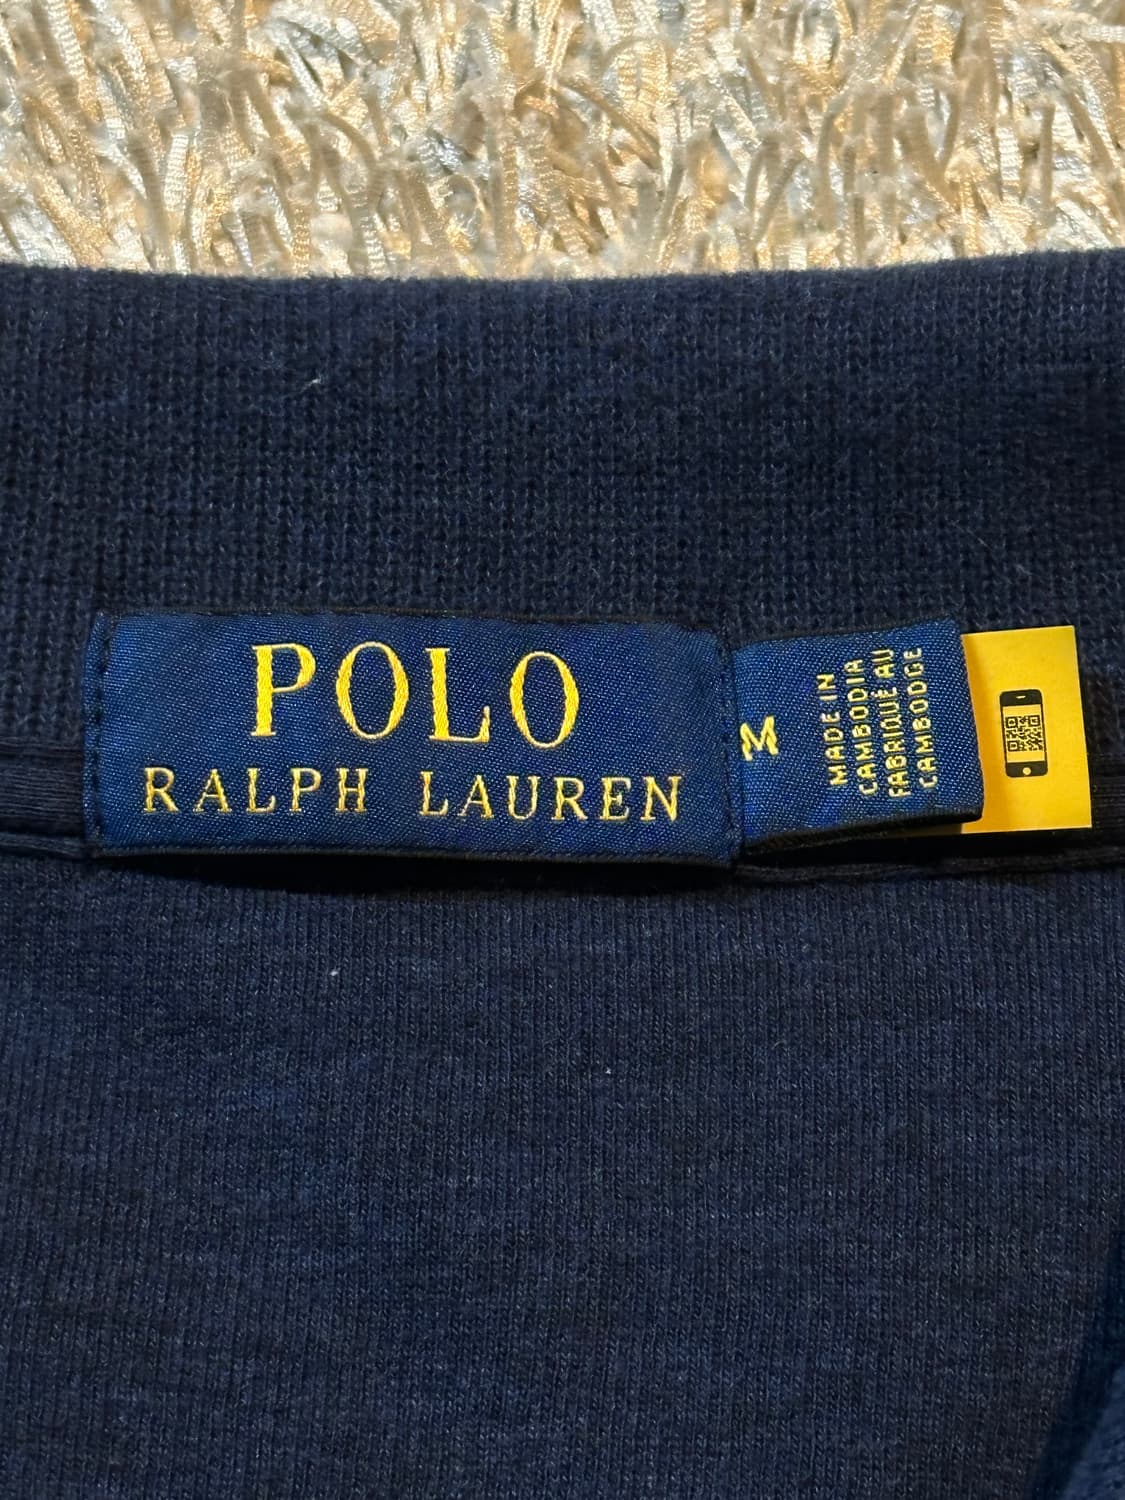 POLO
RALPH LAUREN
M
MADE IN
CAMBODIA
FABRIQUÉ AU
CAMBODGE